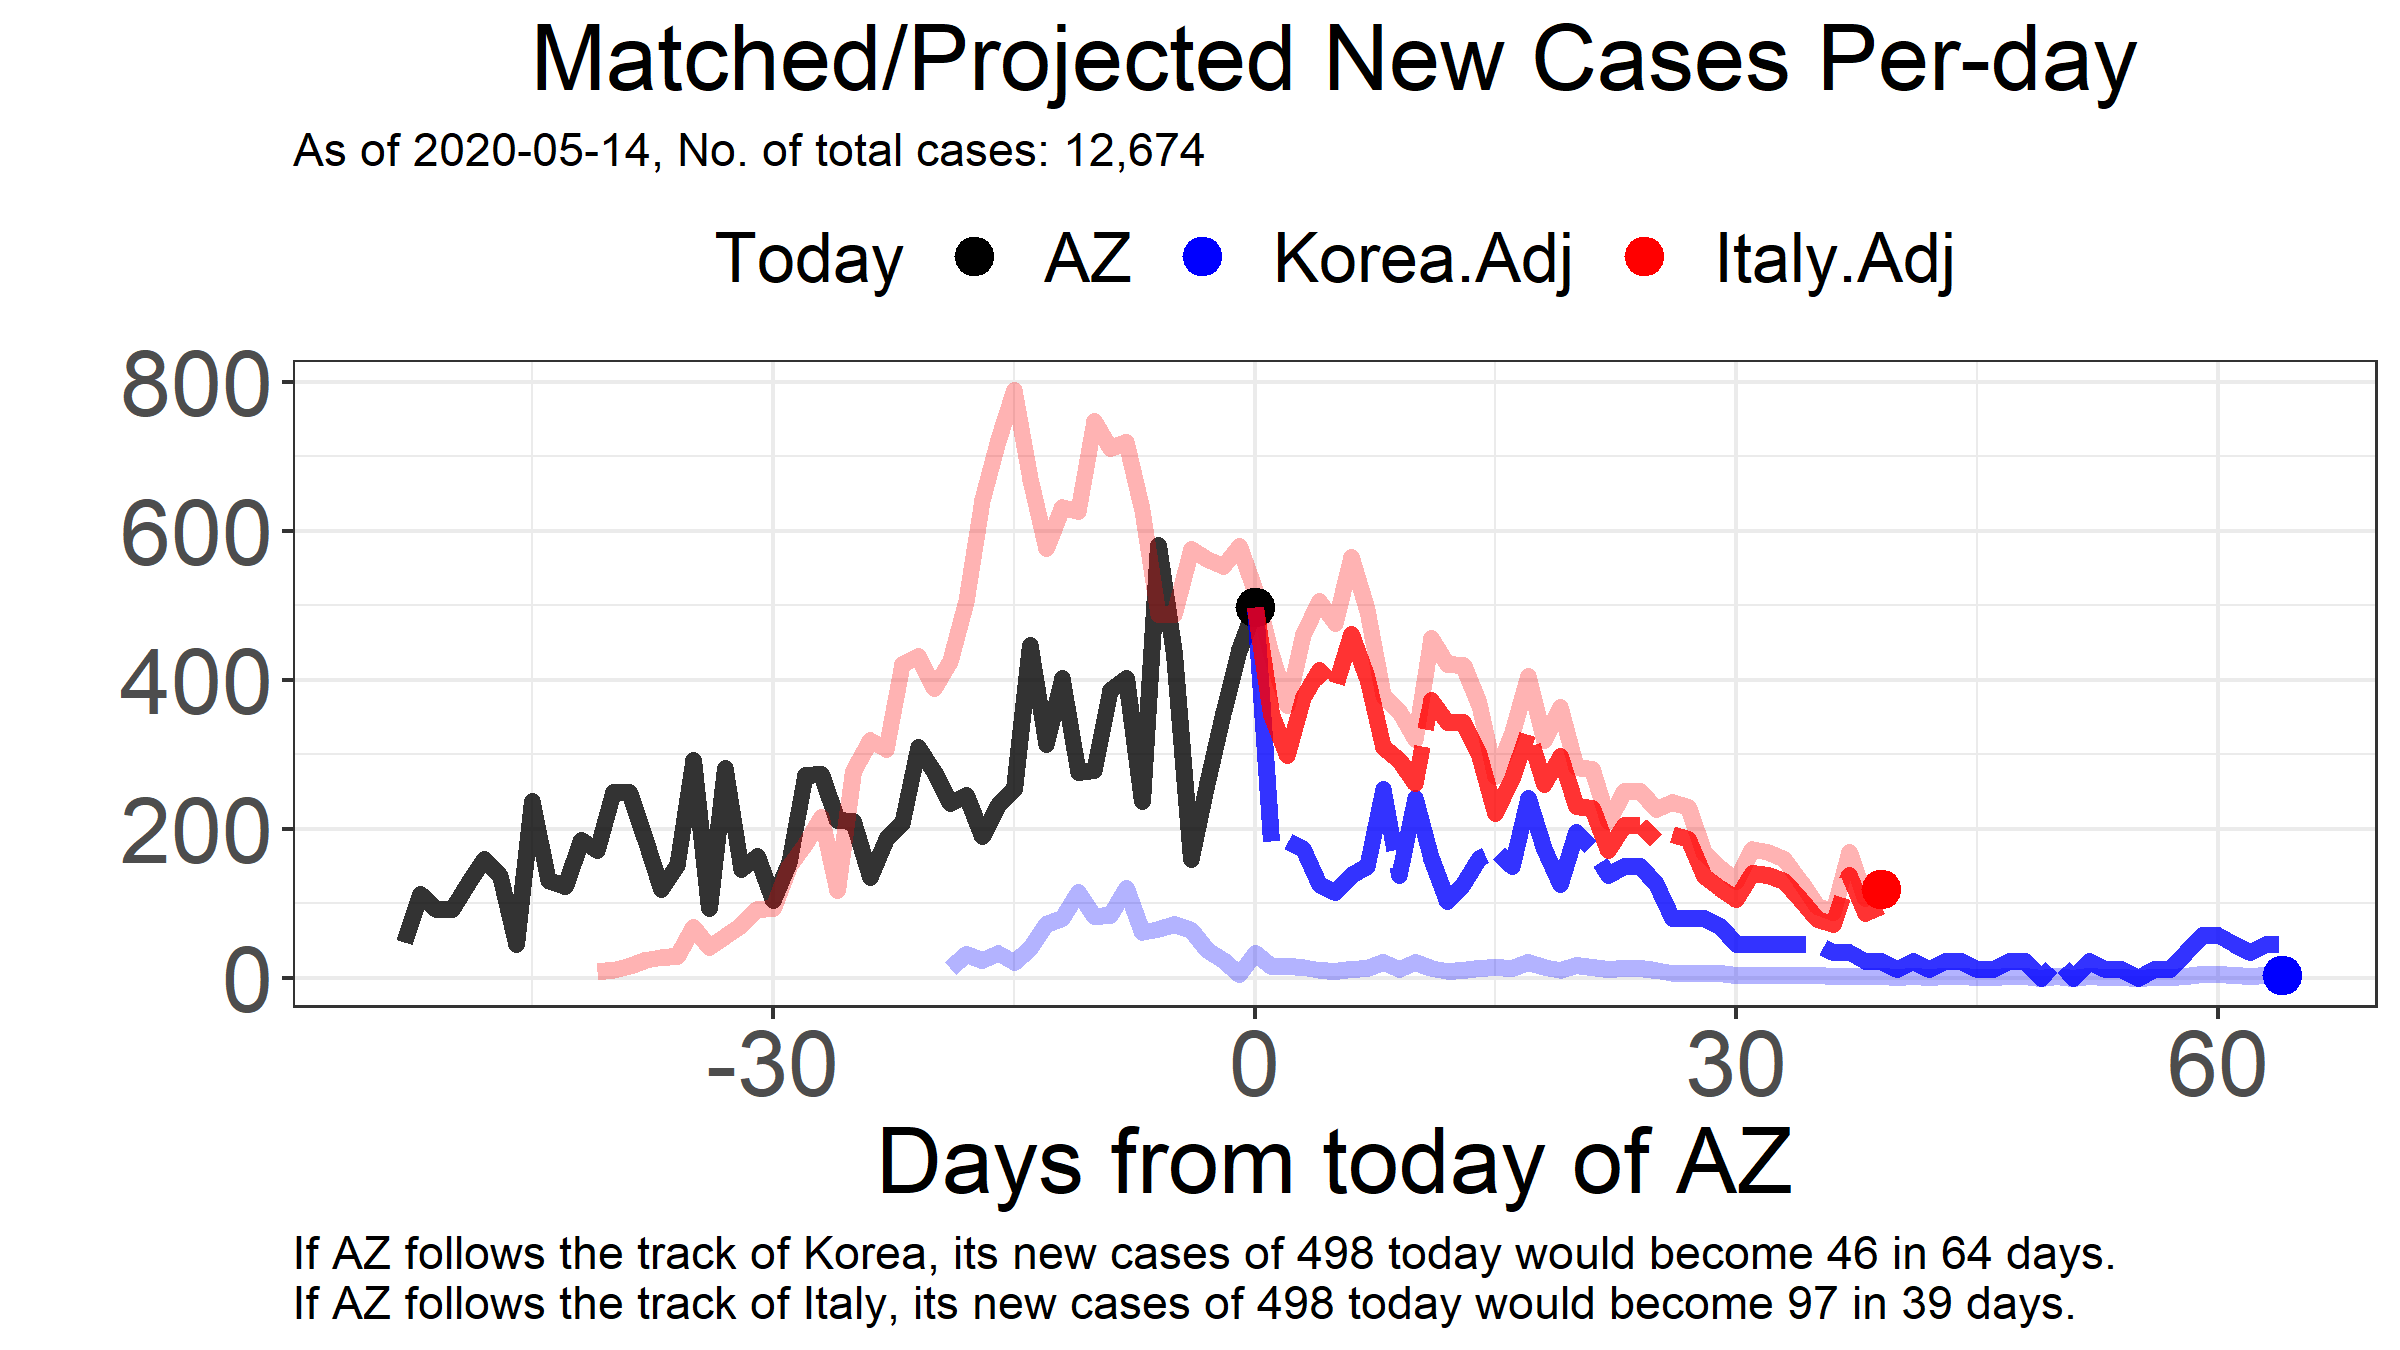 Matched/Projected New Cases Per-day
As of 2020-05-14, No. of total cases: 12,674
Today AZ Korea.Adj Italy.Adj
800
600
400
200
0
-30 0 30 60
Days from today of AZ
If AZ follows the track of Korea, its new cases of 498 today would become 46 in 64 days.
If AZ follows the track of Italy, its new cases of 498 today would become 97 in 39 days.